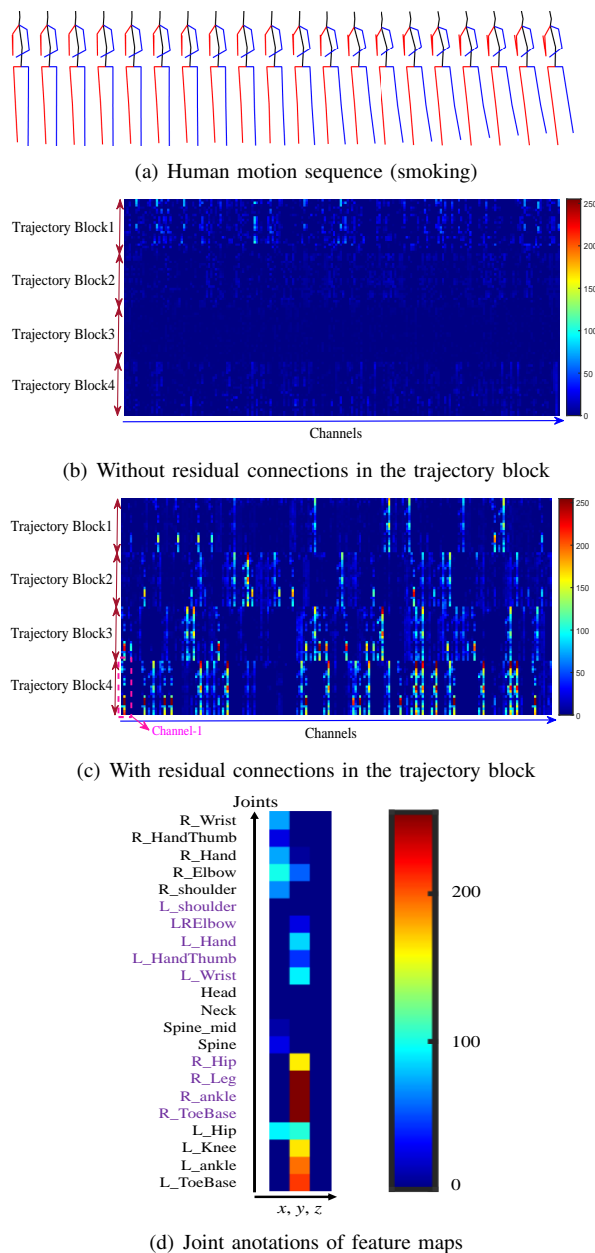 (a) Human motion sequence (smoking)
Trajectory Block1
Trajectory Block2
Trajectory Block3
Trajectory Block4
250
200
150
100
50
0
Channels
(b) Without residual connections in the trajectory block
Trajectory Block1
Trajectory Block2
Trajectory Block3
Trajectory Block4
250
200
150
100
50
0
Channel-1
Channels
(c) With residual connections in the trajectory block
Joints
R_Wrist
R_HandThumb
R_Hand
R_Elbow
R_shoulder
L_shoulder
LRElbow
L_Hand
L_HandThumb
L_Wrist
Head
Neck
Spine_mid
Spine
R_Hip
R_Leg
R_ankle
R_ToeBase
L_Hip
L_Knee
L_ankle
L_ToeBase
x, y, z
200
100
0
(d) Joint anotations of feature maps